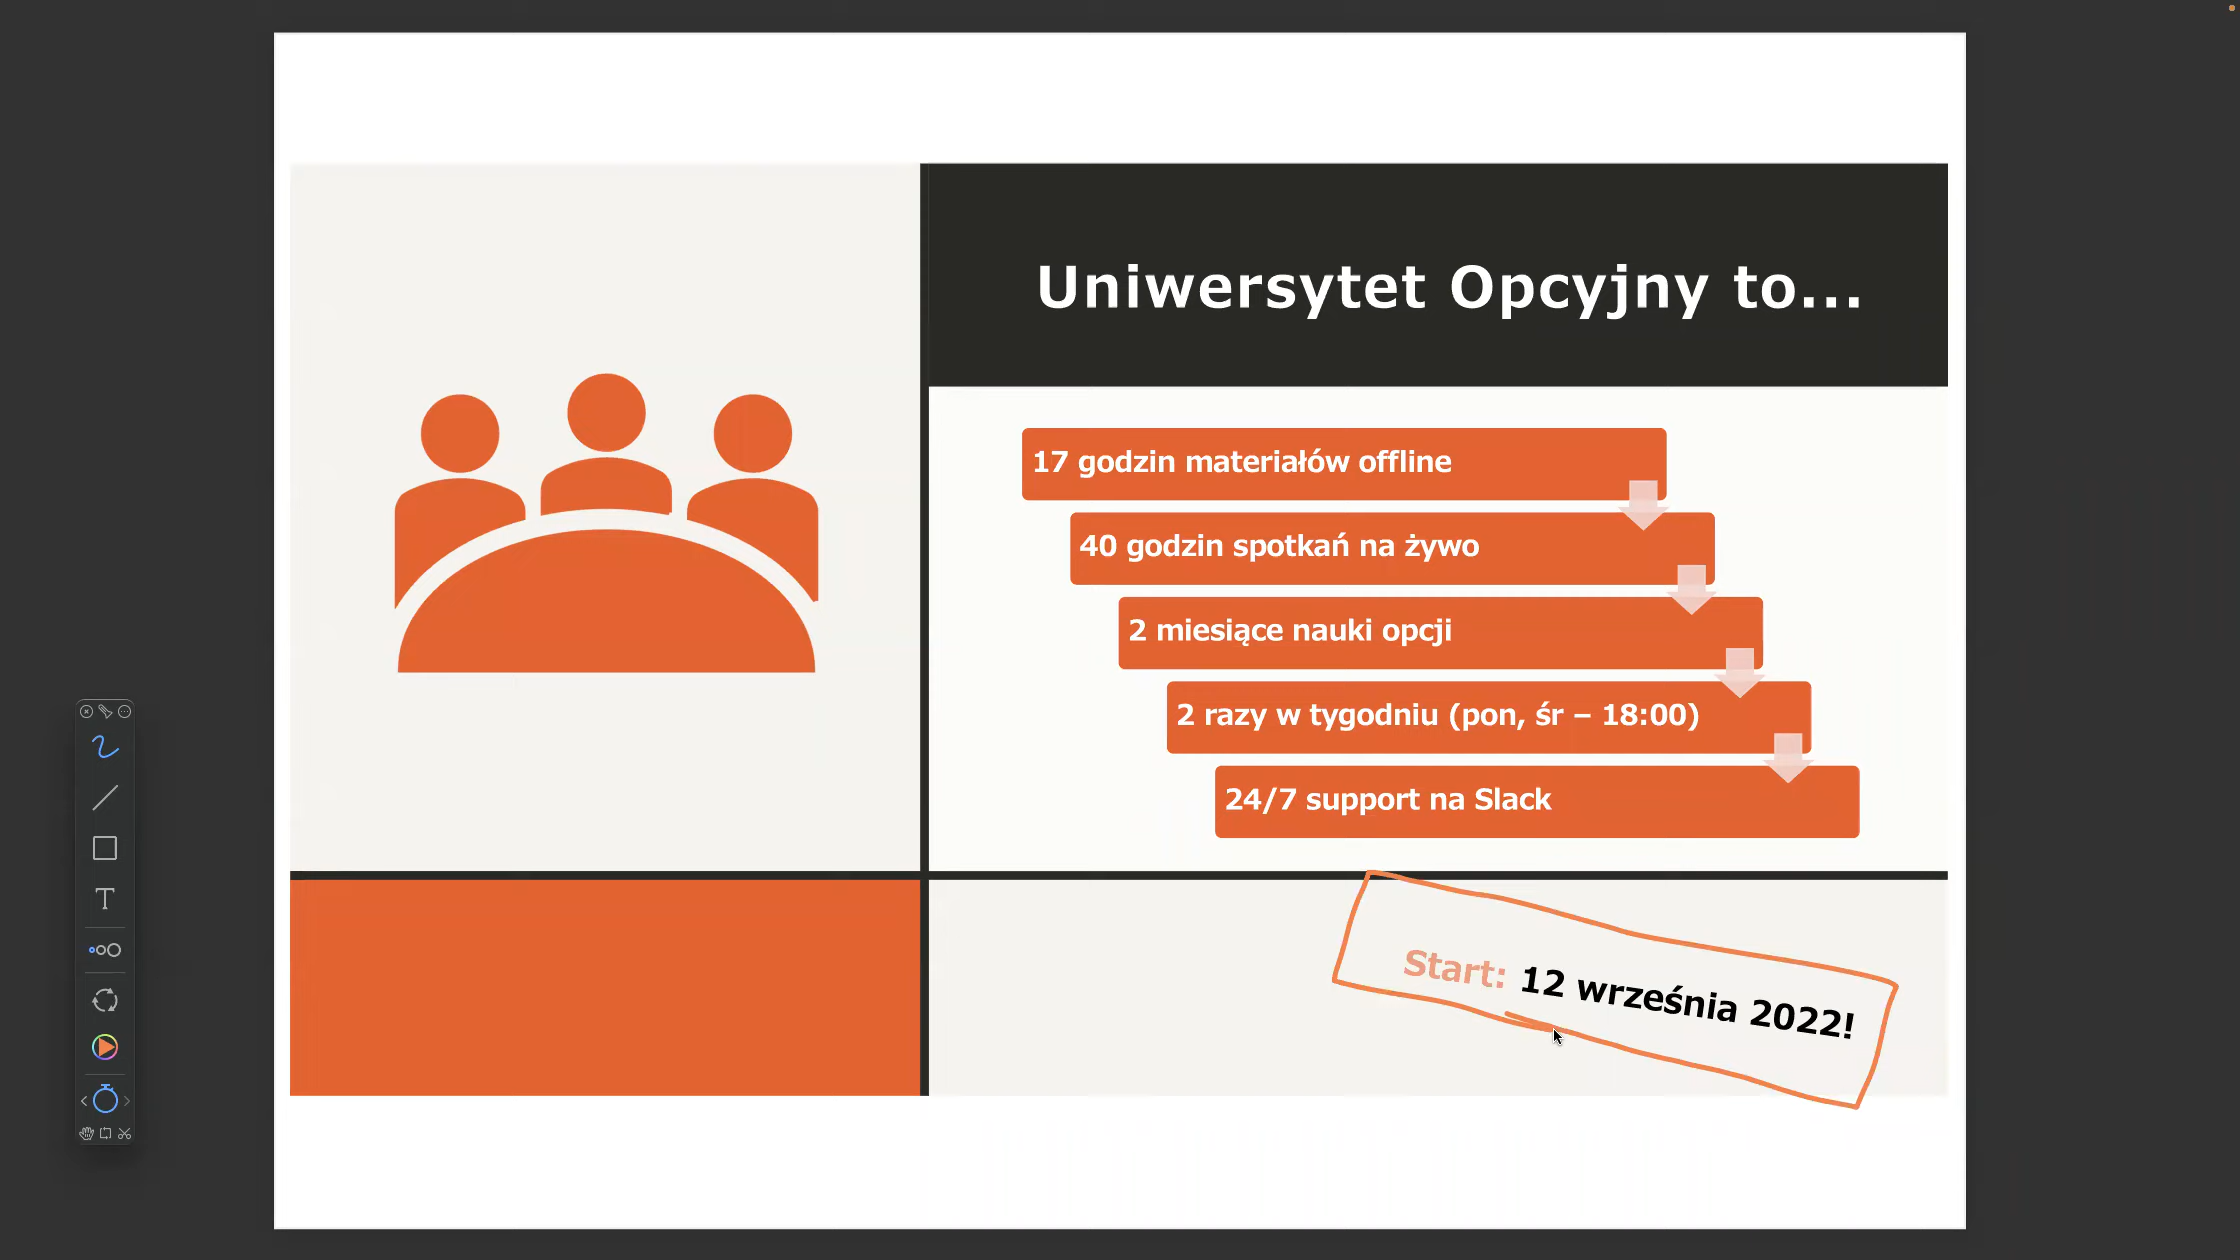 Uniwersytet Opcyjny to...
17 godzin materiałów offline
40 godzin spotkań na żywo
2 miesiące nauki opcji
2 razy w tygodniu (pon, śr – 18:00)
24/7 support na Slack
Start: 12 września 2022!
T